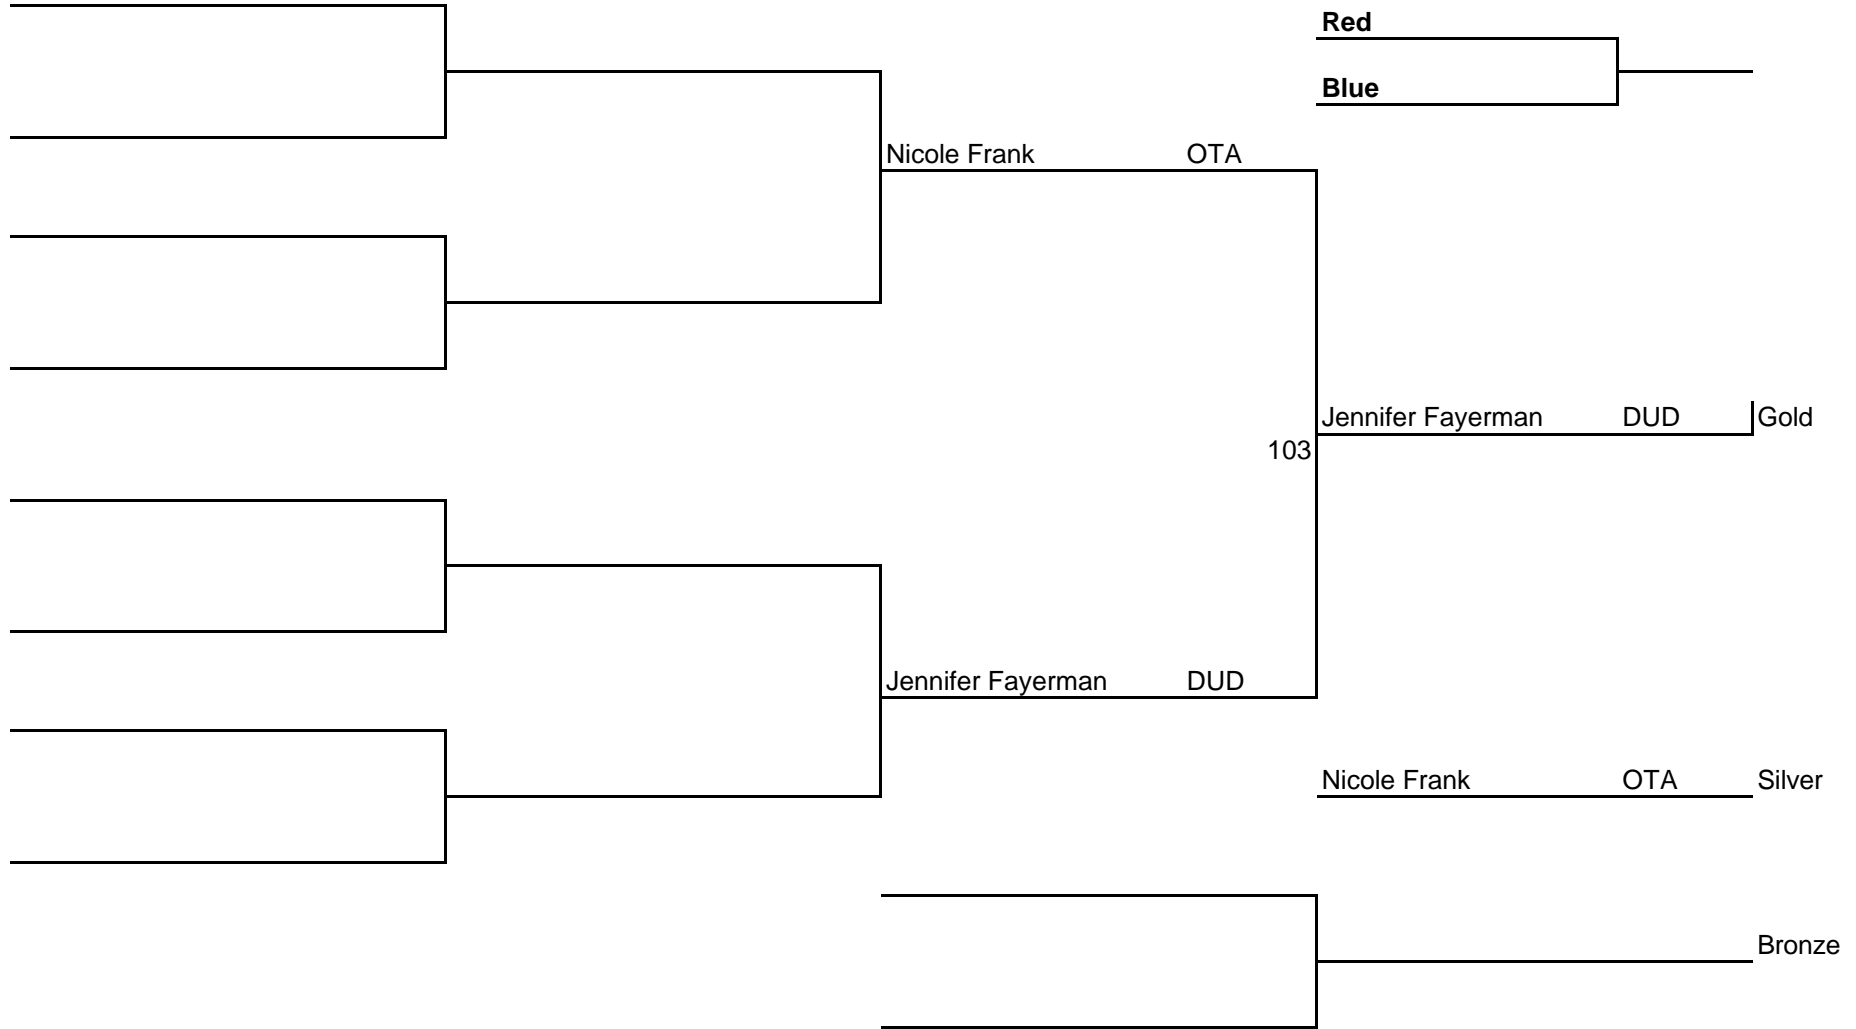 Red
Blue
Nicole Frank OTA
Jennifer Fayerman DUD Gold
103
Jennifer Fayerman DUD
Nicole Frank OTA Silver
Bronze